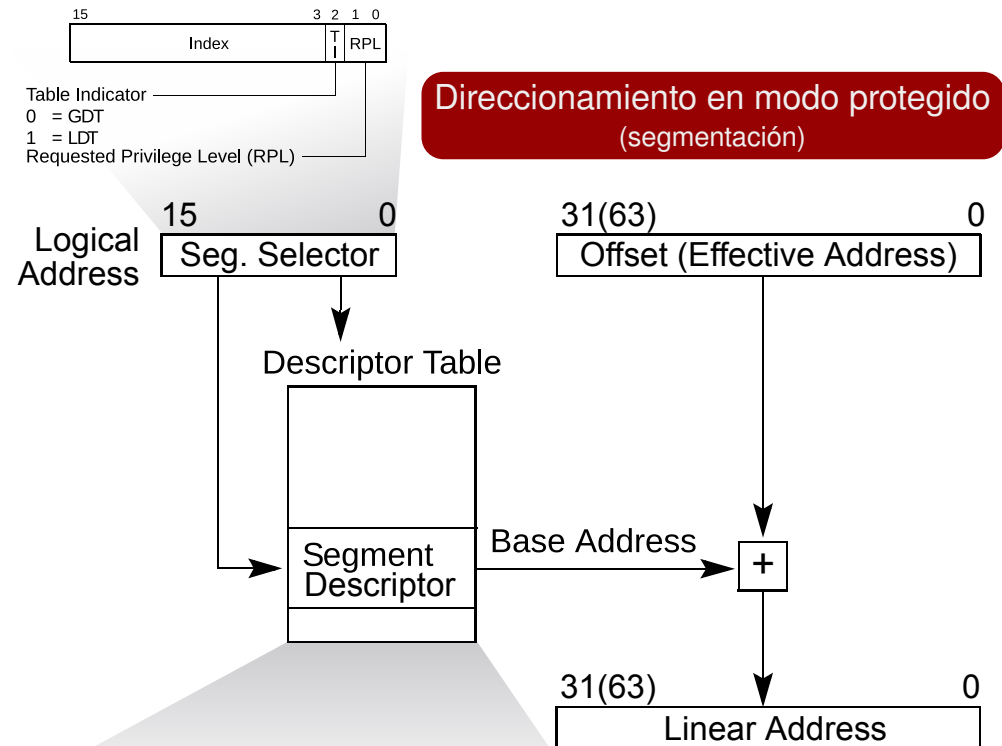 15 3 2 1 0
Index TI RPL
Table Indicator
0 = GDT
1 = LDT
Requested Privilege Level (RPL)
Direccionamiento en modo protegido
(segmentación)
15 0
31(63) 0
Logical
Address
Seg. Selector
Offset (Effective Address)
Descriptor Table
Segment
Descriptor
Base Address
+
31(63) 0
Linear Address